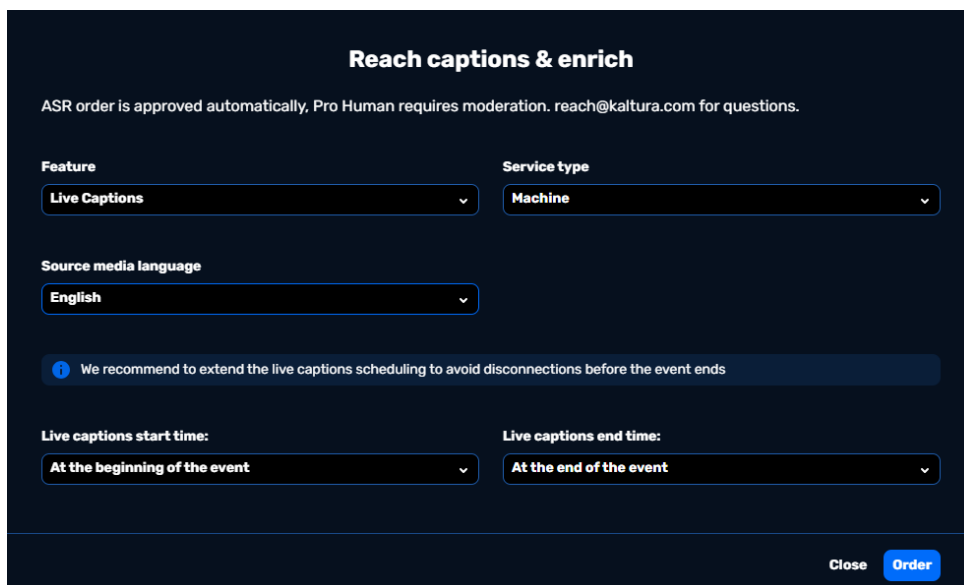 Reach captions & enrich
ASR order is approved automatically, Pro Human requires moderation. reach@kaltura.com for questions.
Feature
Service type
Live Captions
Machine
Source media language
English
We recommend to extend the live captions scheduling to avoid disconnections before the event ends
Live captions start time:
Live captions end time:
At the beginning of the event
At the end of the event
Close
Order